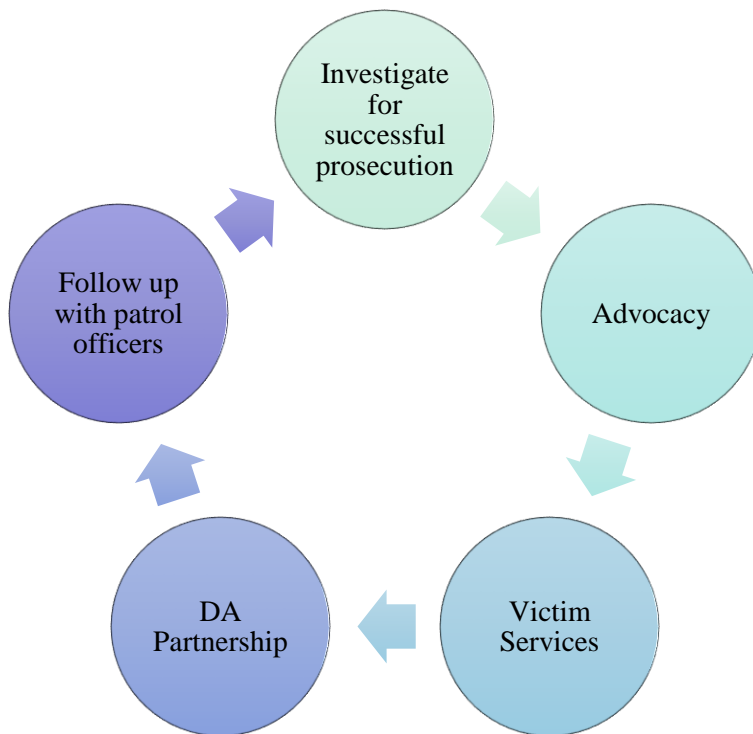 Investigate
for
successful
prosecution
Advocacy
Victim
Services
DA
Partnership
Follow up
with patrol
officers